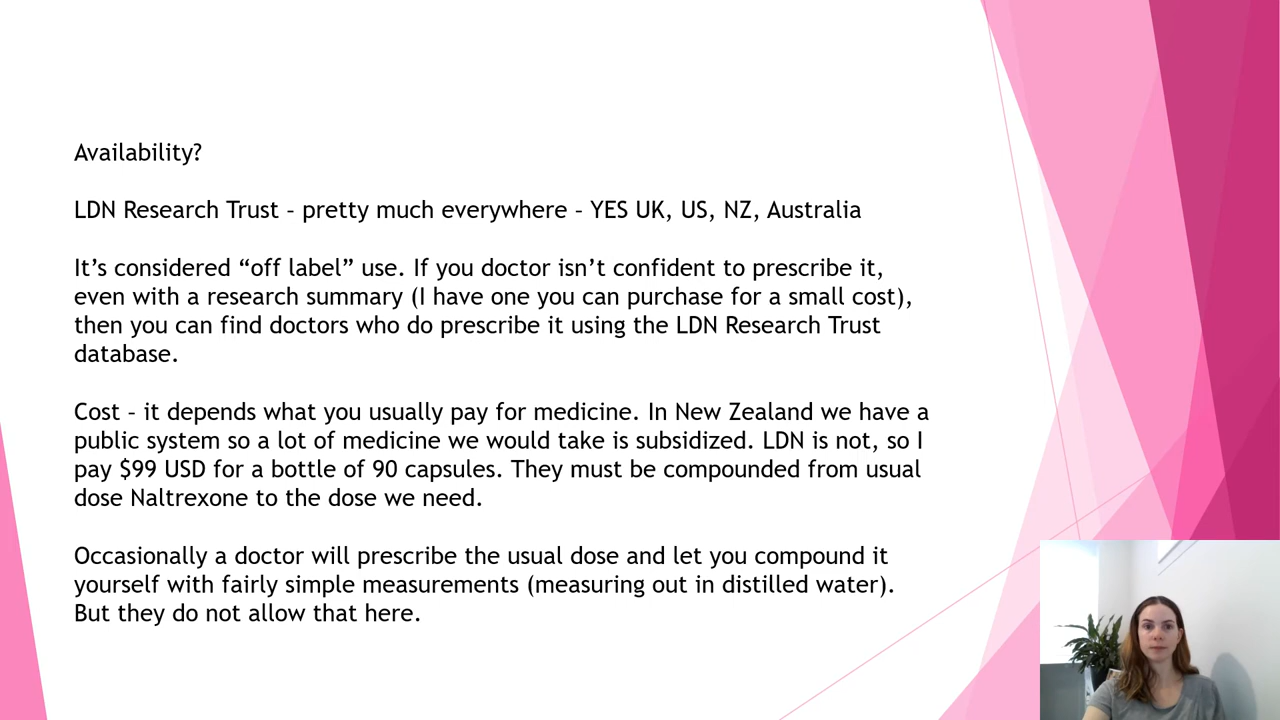 Availability?
LDN Research Trust – pretty much everywhere – YES UK, US, NZ, Australia
It’s considered “off label” use. If you doctor isn’t confident to prescribe it,
even with a research summary (I have one you can purchase for a small cost),
then you can find doctors who do prescribe it using the LDN Research Trust
database.
Cost – it depends what you usually pay for medicine. In New Zealand we have a
public system so a lot of medicine we would take is subsidized. LDN is not, so I
pay $99 USD for a bottle of 90 capsules. They must be compounded from usual
dose Naltrexone to the dose we need.
Occasionally a doctor will prescribe the usual dose and let you compound it
yourself with fairly simple measurements (measuring out in distilled water).
But they do not allow that here.